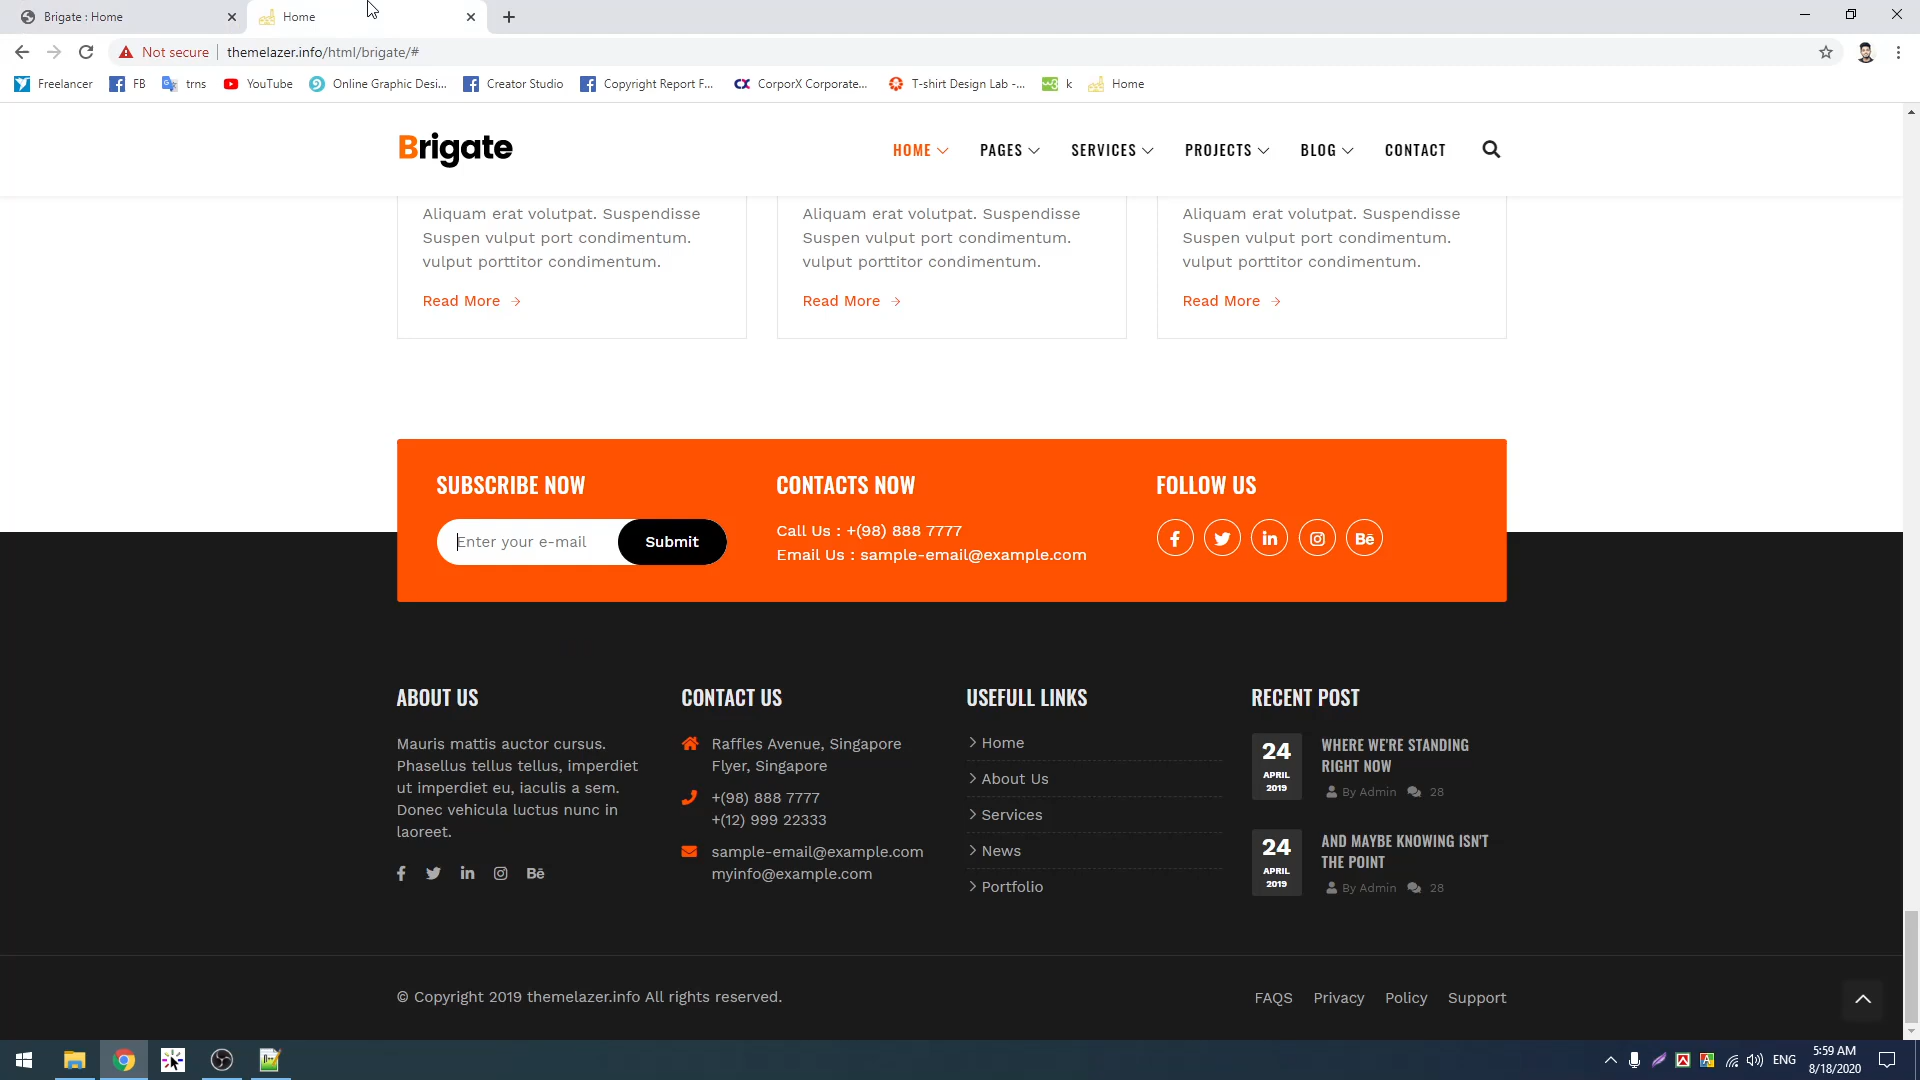 Brigate : Home
Home
Not secure
themelazer.info/html/brigate/#
Freelancer
FB
trns
YouTube
Online Graphic Desi...
Creator Studio
Copyright Report F...
CX
CorporX Corporate...
T-shirt Design Lab -...
k
Home
Brigate
HOME
PAGES
SERVICES
PROJECTS
BLOG
CONTACT
Aliquam erat volutpat. Suspendisse
Suspen vulput port condimentum.
vulput porttitor condimentum.
Read More
Aliquam erat volutpat. Suspendisse
Suspen vulput port condimentum.
vulput porttitor condimentum.
Read More
Aliquam erat volutpat. Suspendisse
Suspen vulput port condimentum.
vulput porttitor condimentum.
Read More
SUBSCRIBE NOW
Enter your e-mail
Submit
CONTACTS NOW
Call Us : +(98) 888 7777
Email Us : sample-email@example.com
FOLLOW US
ABOUT US
Mauris mattis auctor cursus.
Phasellus tellus tellus, imperdiet
ut imperdiet eu, iaculis a sem.
Donec vehicula luctus nunc in
laoreet.
CONTACT US
Raffles Avenue, Singapore
Flyer, Singapore
+(98) 888 7777
+(12) 999 22333
sample-email@example.com
myinfo@example.com
USEFULL LINKS
Home
About Us
Services
News
Portfolio
RECENT POST
24
APRIL
2019
WHERE WE'RE STANDING
RIGHT NOW
By Admin
28
24
APRIL
2019
AND MAYBE KNOWING ISN'T
THE POINT
By Admin
28
© Copyright 2019 themelazer.info All rights reserved.
FAQS
Privacy
Policy
Support
ENG
5:59 AM
8/18/2020